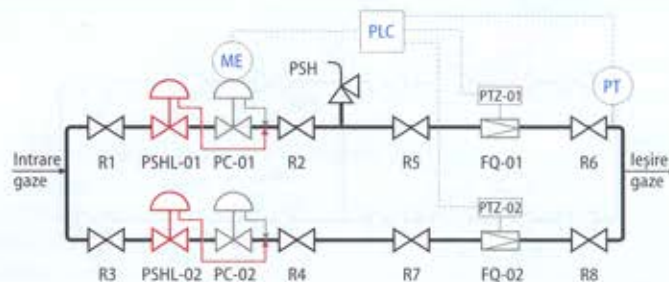 PLC
ME
PSH
PTZ-01
PT
Intrare
gaze
R1
PSHL-01
PC-01
R2
R5
FQ-01
R6
Ieșire
gaze
PTZ-02
R3
PSHL-02
PC-02
R4
R7
FQ-02
R8